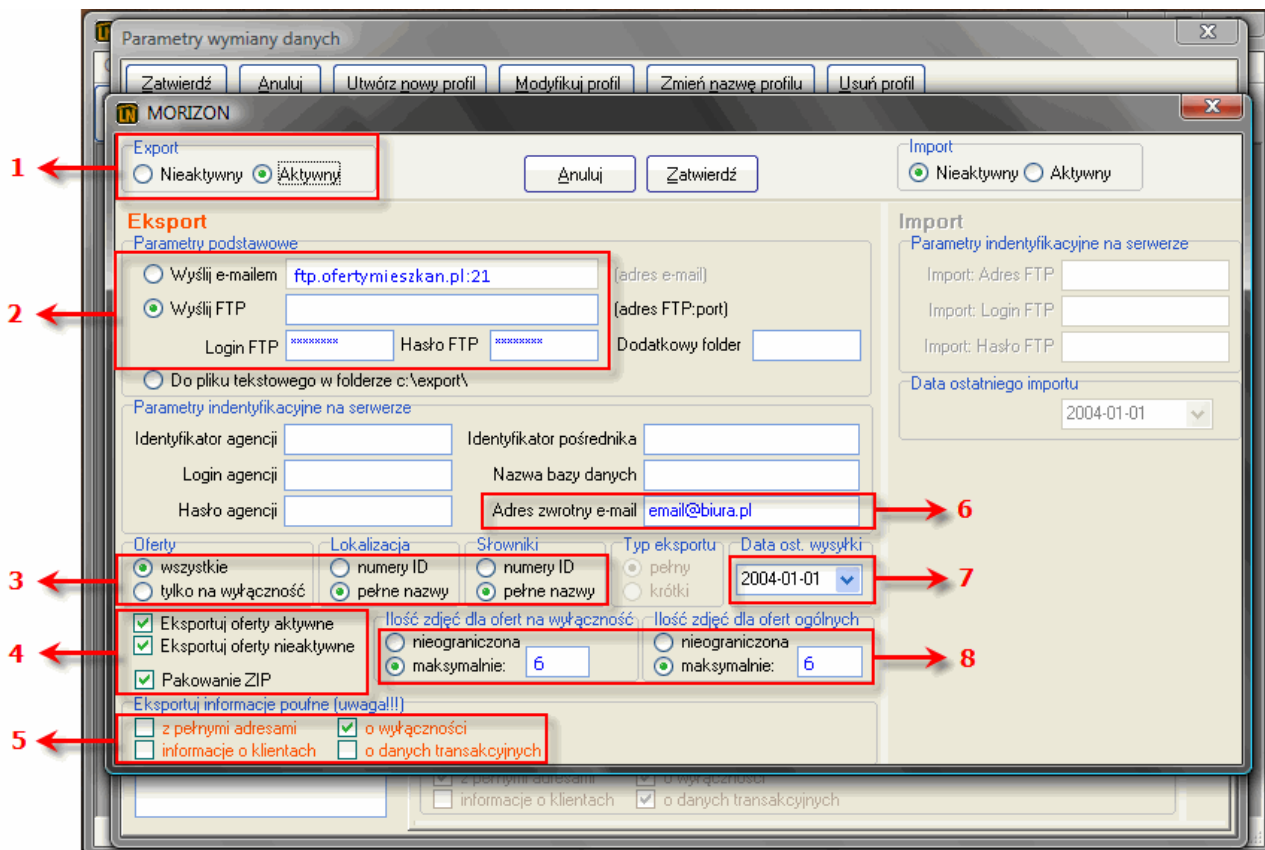 Parametry wymiany danych
Zatwierdź Anuluj Utwórz nowy profil Modyfikuj profil Zmień nazwę profilu Usuń profil
MORIZON
1
Export
Nieaktywny Aktywny
Anuluj Zatwierdź
Import
Nieaktywny Aktywny
Eksport
Parametry podstawowe
2
Wyślij e-mailem ftp.ofertymieszkan.pl:21 (adres e-mail)
Wyślij FTP (adres FTP:port)
Login FTP ******** Hasło FTP ******** Dodatkowy folder
Do pliku tekstowego w folderze c:\export\
Import
Parametry indentyfikacyjne na serwerze
Import: Adres FTP
Import: Login FTP
Import: Hasło FTP
Data ostatniego importu
2004-01-01
Parametry indentyfikacyjne na serwerze
Identyfikator agencji Identyfikator pośrednika
Login agencji Nazwa bazy danych
Hasło agencji Adres zwrotny e-mail email@biura.pl
6
3
Oferty
wszystkie
tylko na wyłączność
Lokalizacja
numery ID
pełne nazwy
Słowniki
numery ID
pełne nazwy
Typ eksportu
pełny
krótki
Data ost. wysyłki
2004-01-01
7
4
Eksportuj oferty aktywne
Eksportuj oferty nieaktywne
Pakowanie ZIP
Ilość zdjęć dla ofert na wyłączność
nieograniczona
maksymalnie: 6
Ilość zdjęć dla ofert ogólnych
nieograniczona
maksymalnie: 6
8
5
Eksportuj informacje poufne (uwaga!!!)
z pełnymi adresami o wyłączności
informacje o klientach o danych transakcyjnych
z pełnymi adresami o wyłączności
informacje o klientach o danych transakcyjnych